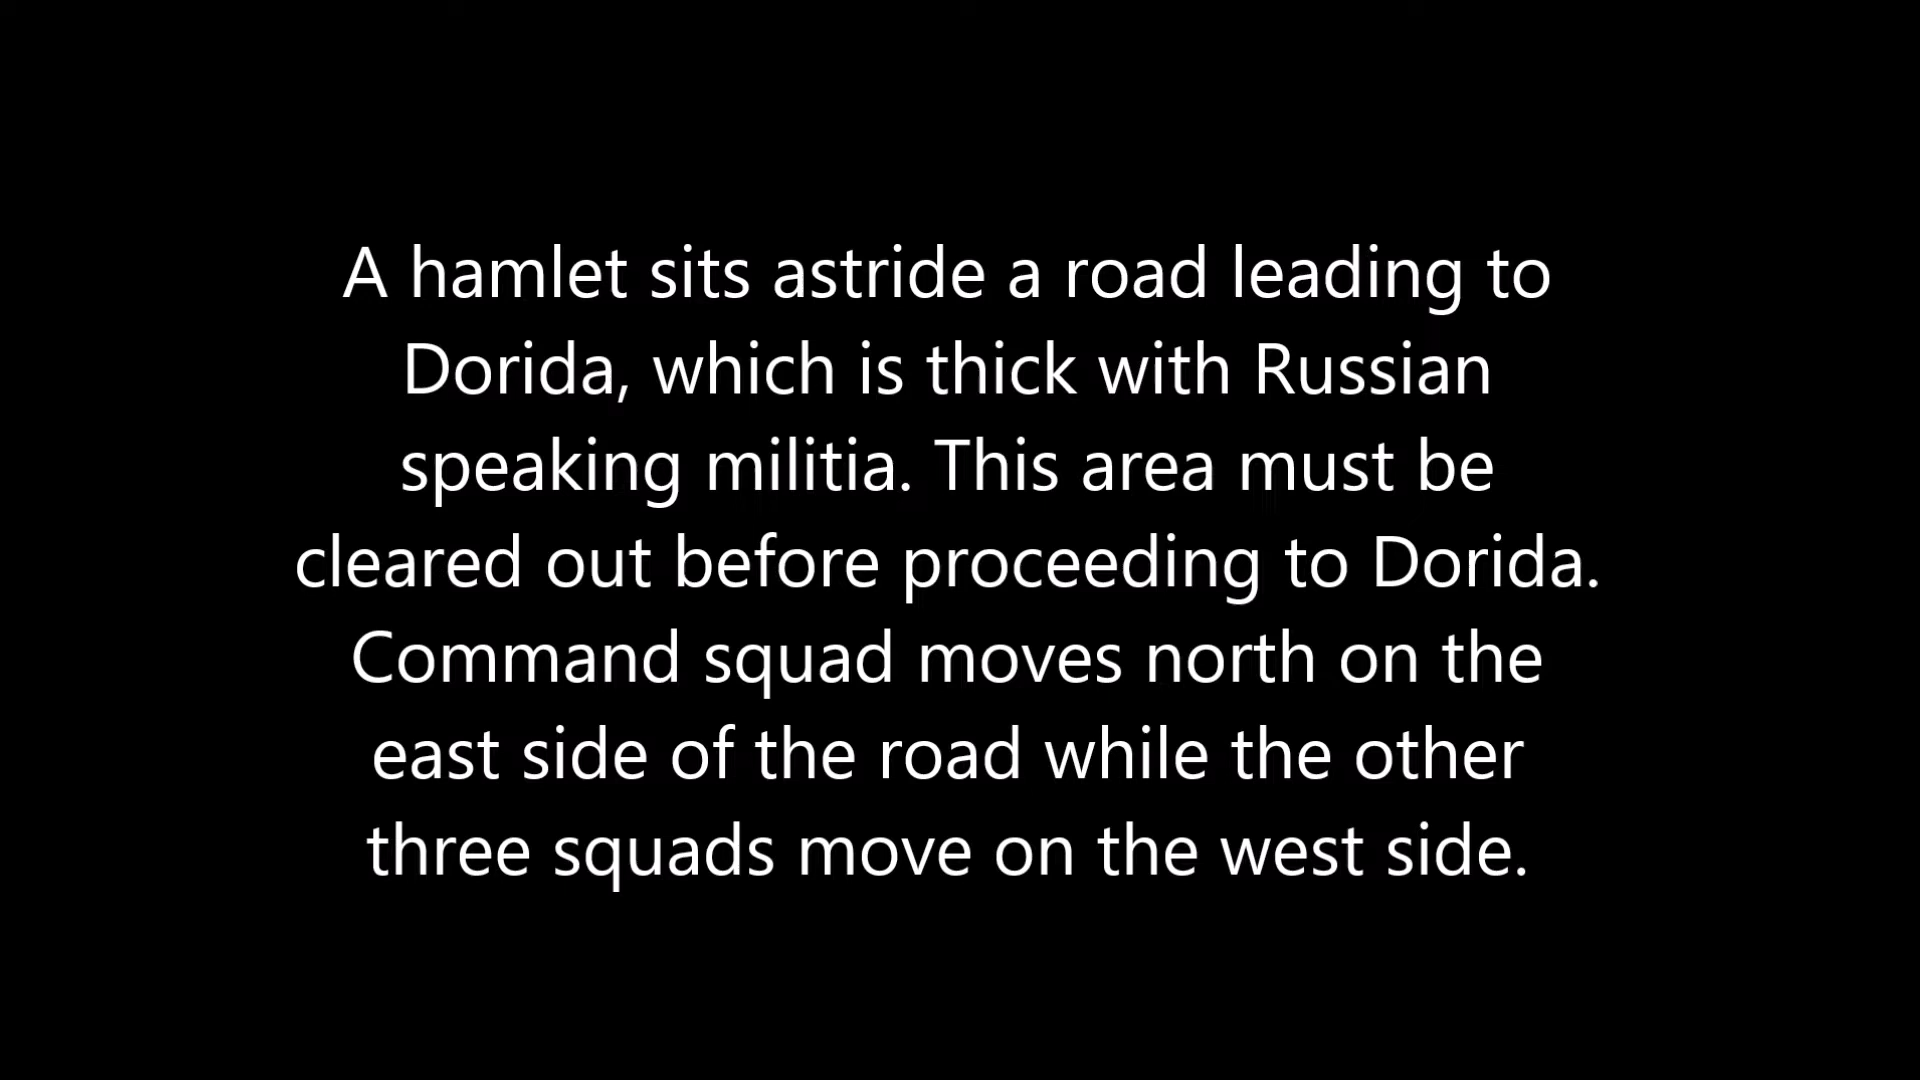 A hamlet sits astride a road leading to
Dorida, which is thick with Russian
speaking militia. This area must be
cleared out before proceeding to Dorida.
Command squad moves north on the
east side of the road while the other
three squads move on the west side.